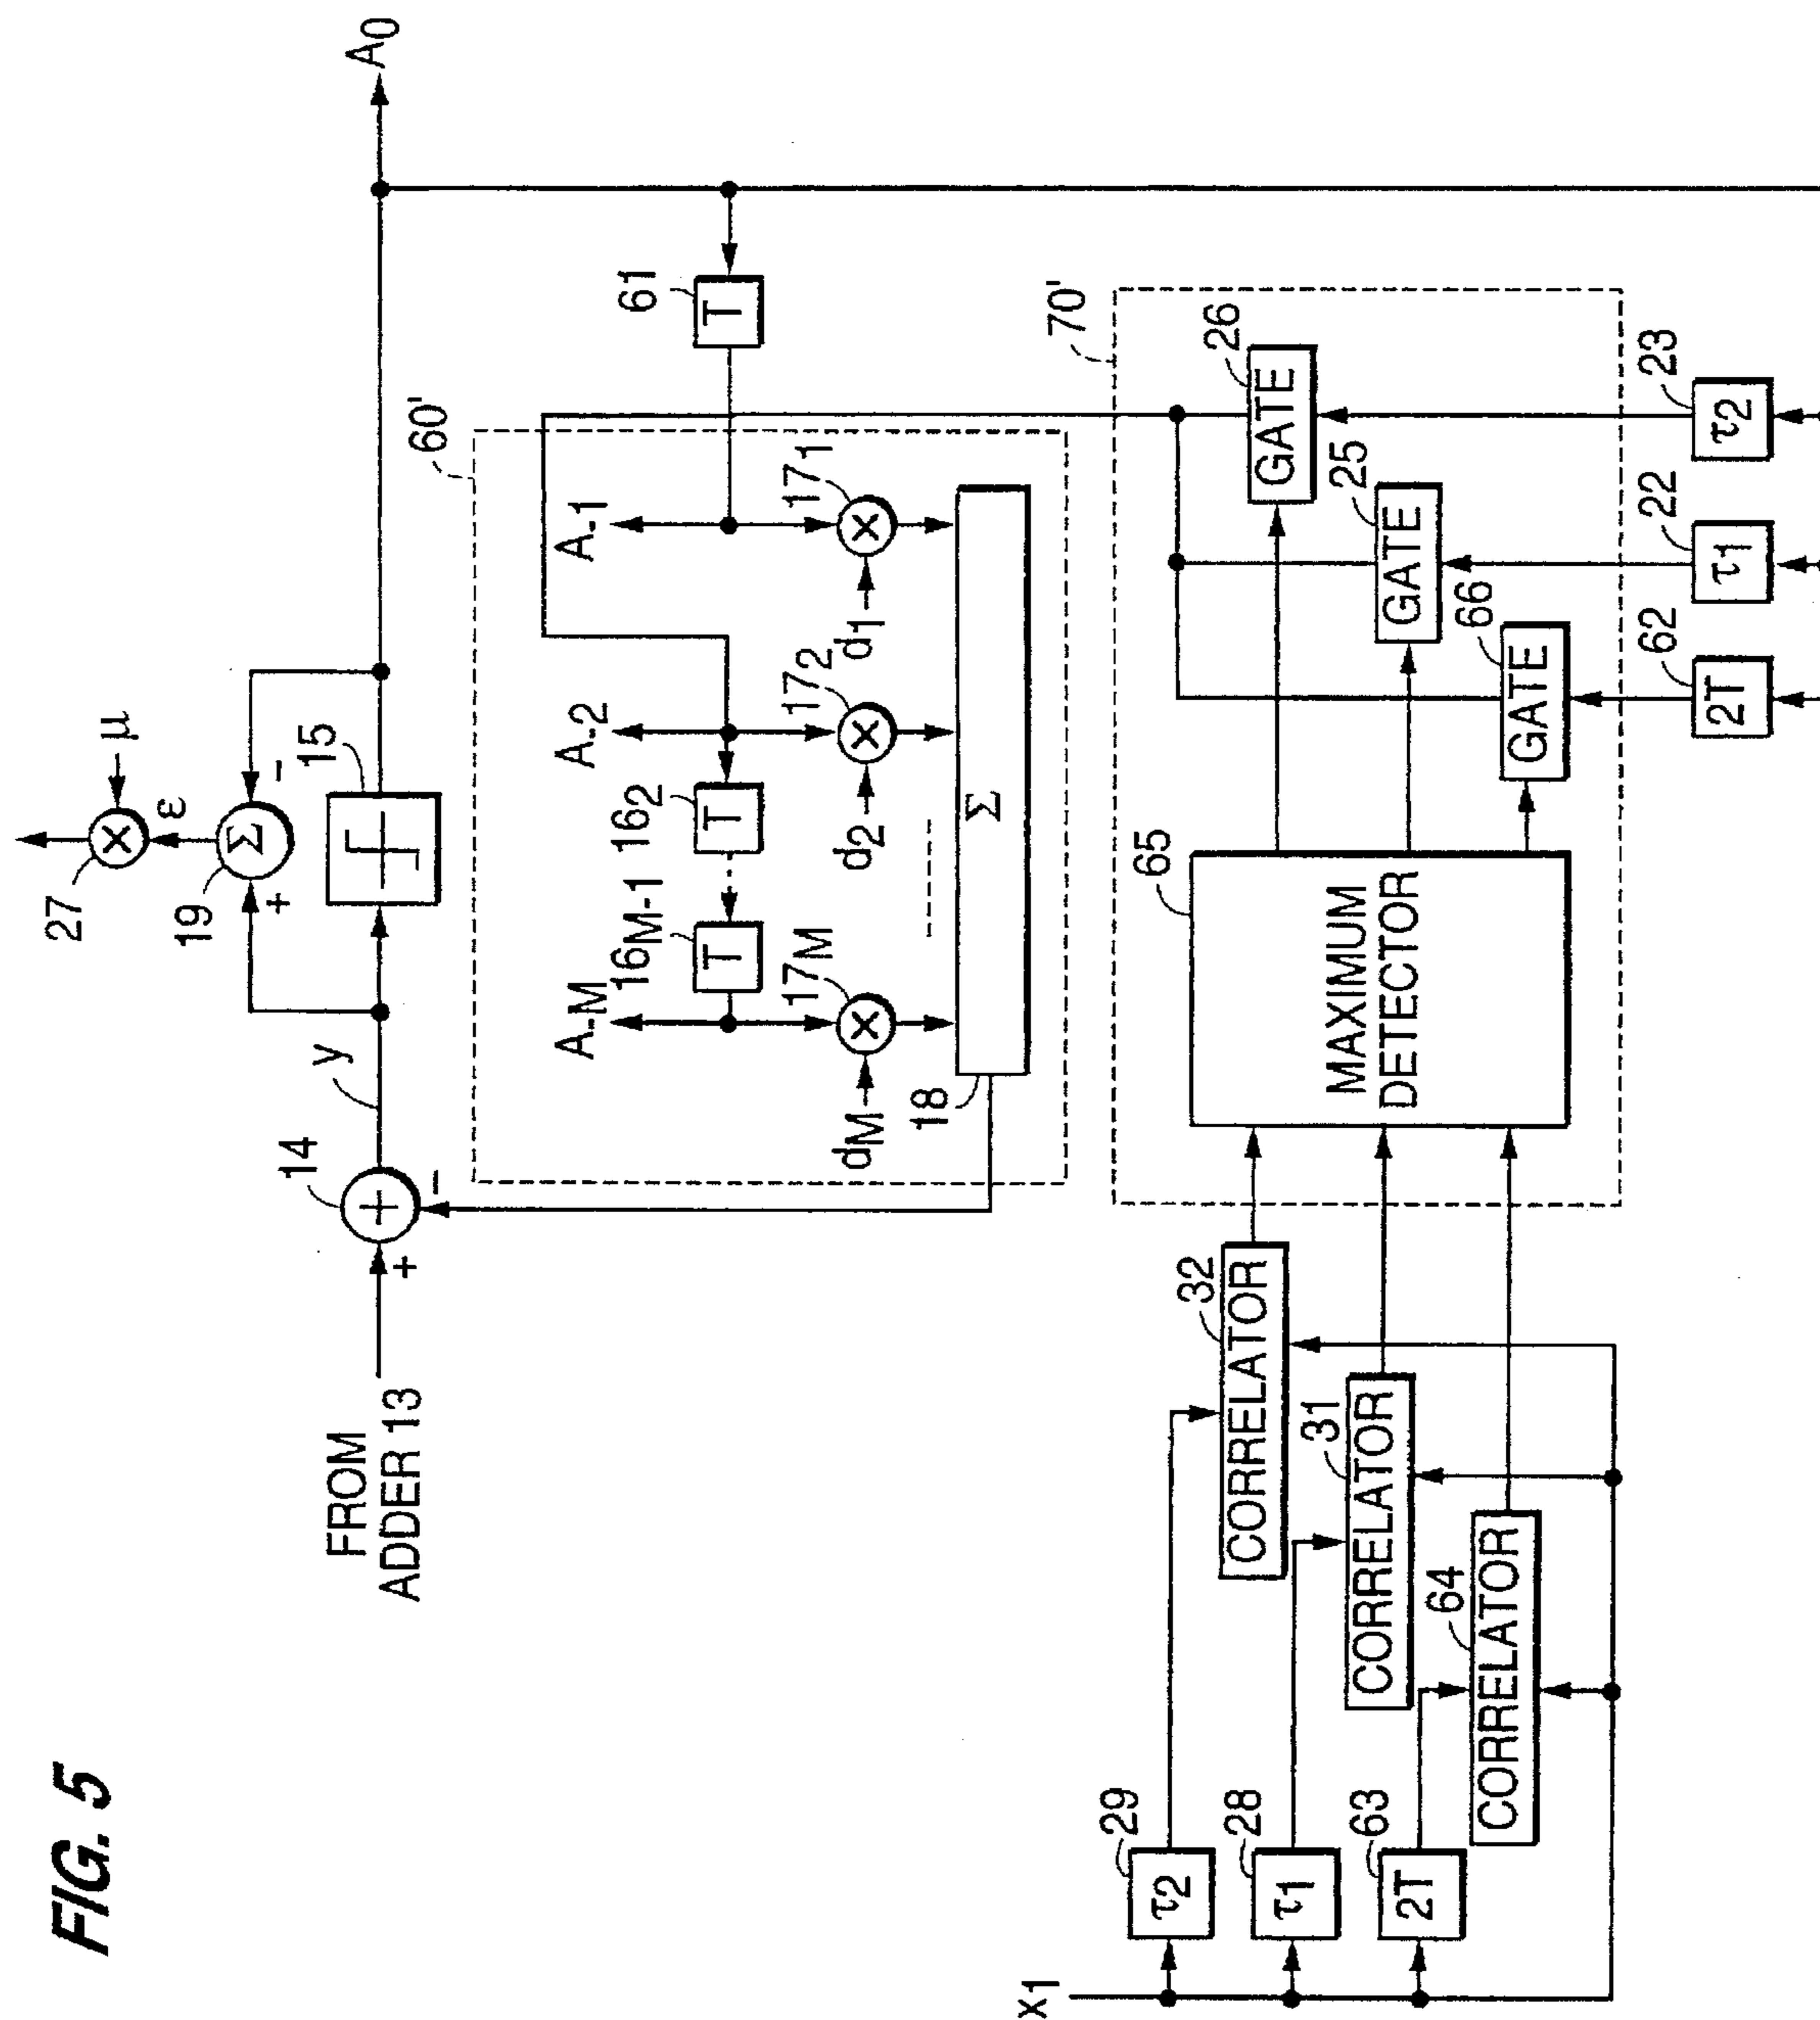 FIG. 5
FROM
ADDER 13
+
14
+
−
y
15
+
19
Σ
−
ε
27
×
μ
A0
60'
A-M
16M-1
T
A-2
162
T
A-1
61
T
17M
×
dM
172
×
d2
171
×
d1
18
Σ
70'
x1
29
τ2
28
τ1
63
2T
32
CORRELATOR
31
CORRELATOR
64
CORRELATOR
65
MAXIMUM
DETECTOR
26
GATE
25
GATE
66
GATE
62
2T
22
τ1
23
τ2